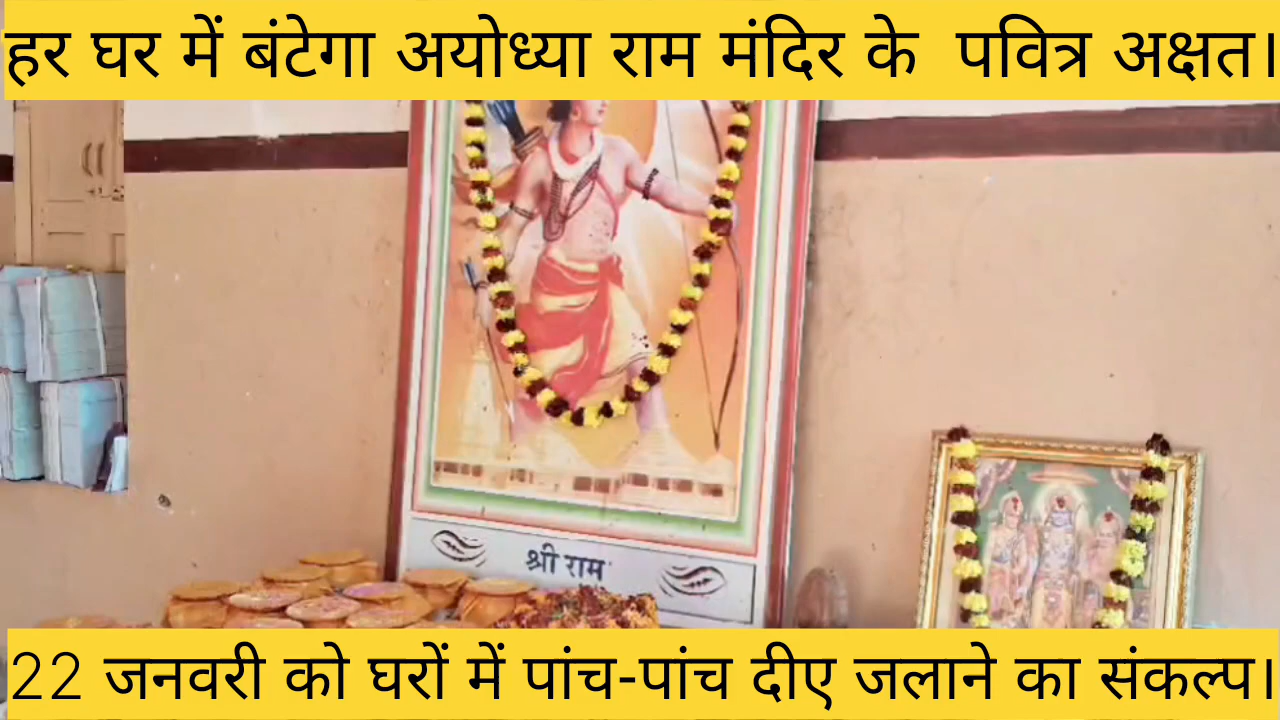 हर घर में बंटेगा अयोध्या राम मंदिर के पवित्र अक्षत।
श्री राम
22 जनवरी को घरों में पांच-पांच दीए जलाने का संकल्प।